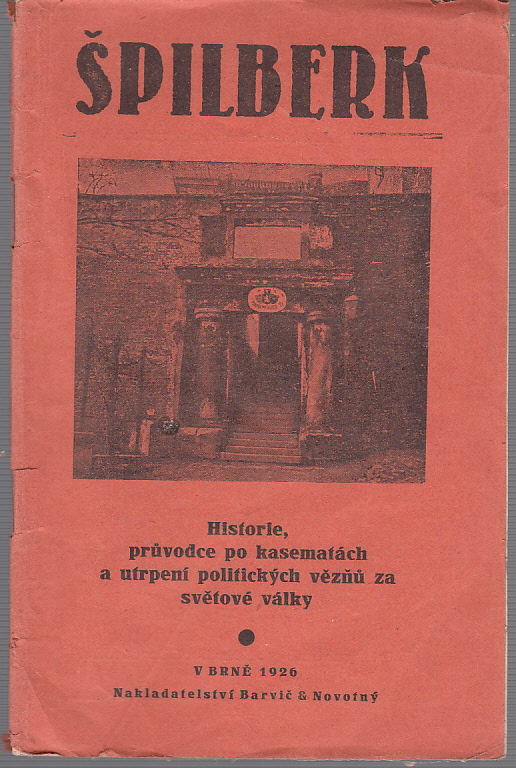 ŠPILBERK
Historie,
průvodce po kasematách
a utrpení politických vězňů za
světové války
V BRNĚ 1926
Nakladatelství Barvič & Novotný